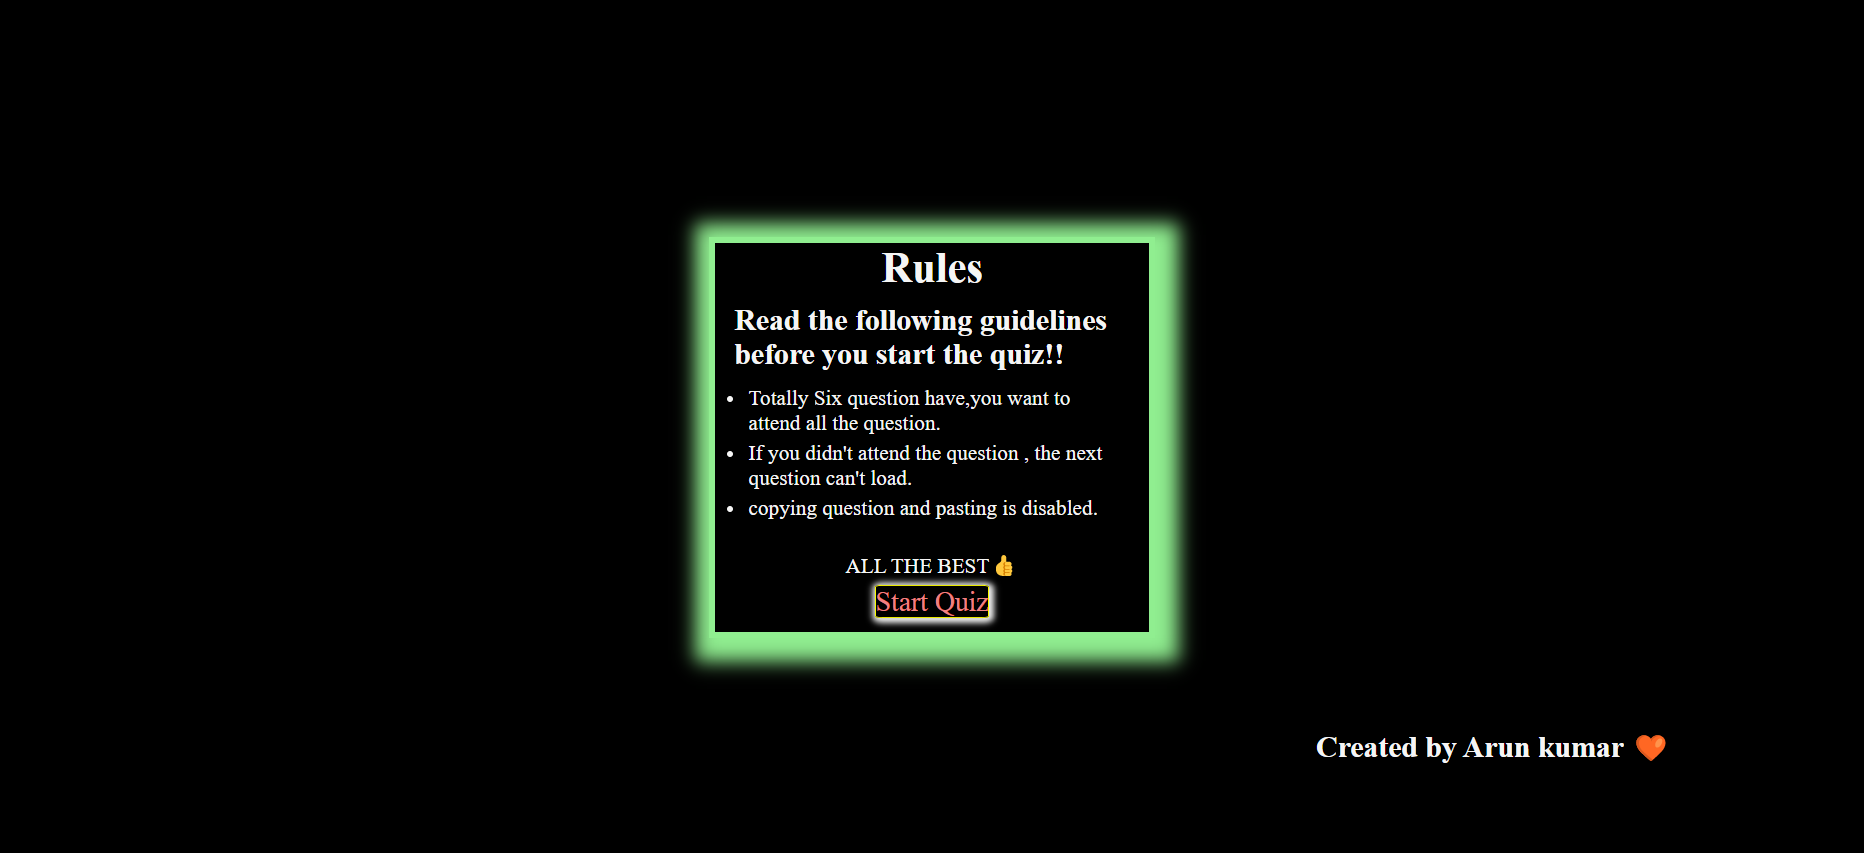 Rules
Read the following guidelines
before you start the quiz!!
• Totally Six question have,you want to
attend all the question.
• If you didn't attend the question , the next
question can't load.
• copying question and pasting is disabled.
ALL THE BEST 👍
Start Quiz
Created by Arun kumar 🧡